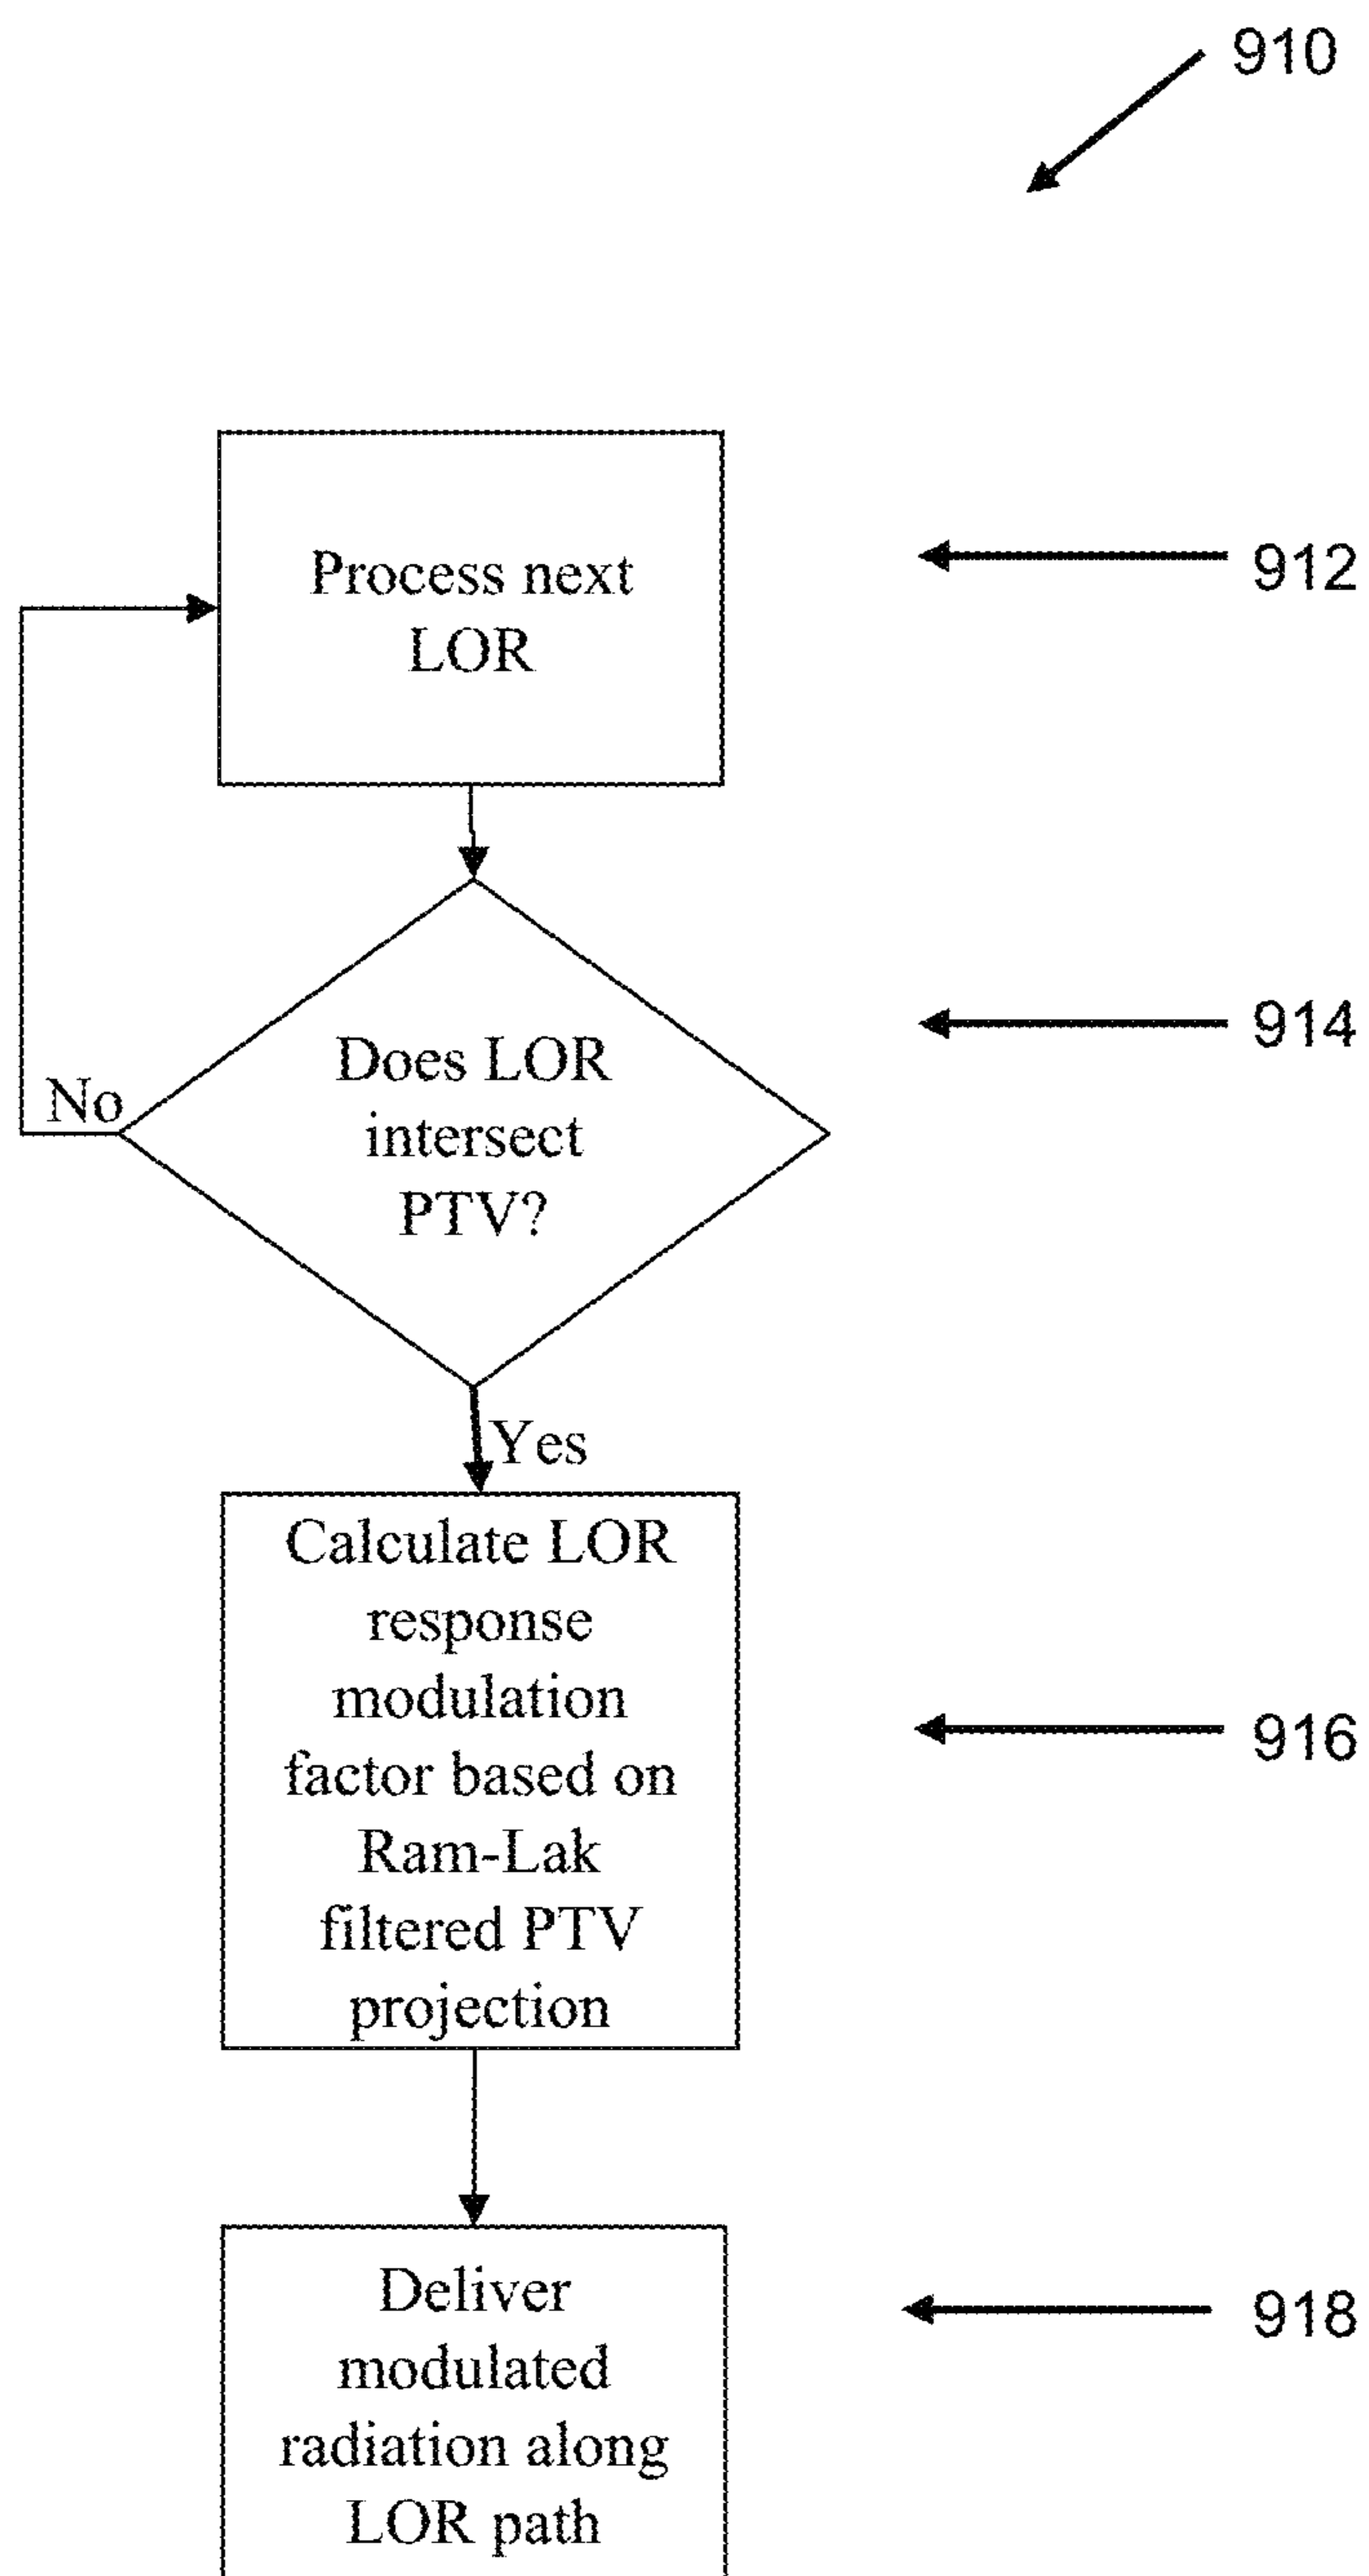 910
Process next
LOR
912
Does LOR
intersect
PTV?
914
No
Yes
Calculate LOR
response
modulation
factor based on
Ram-Lak
filtered PTV
projection
916
Deliver
modulated
radiation along
LOR path
918